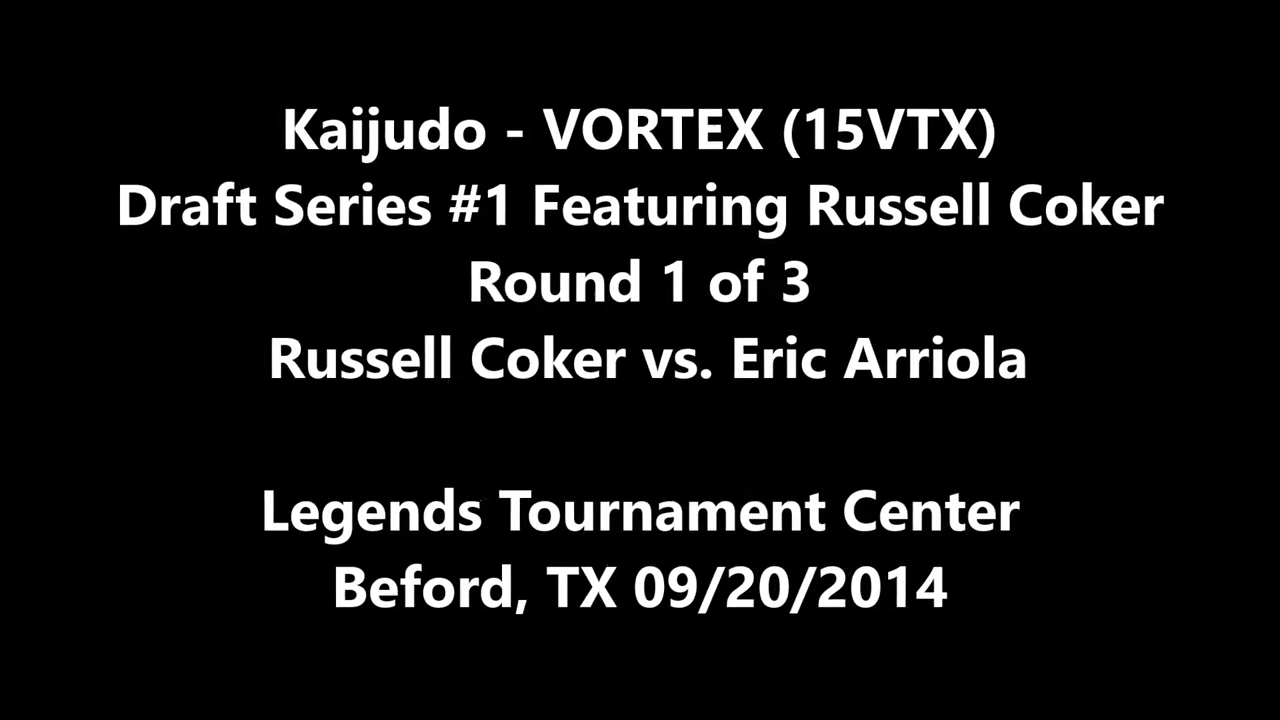 Kaijudo - VORTEX (15VTX)
Draft Series #1 Featuring Russell Coker
Round 1 of 3
Russell Coker vs. Eric Arriola
Legends Tournament Center
Beford, TX 09/20/2014